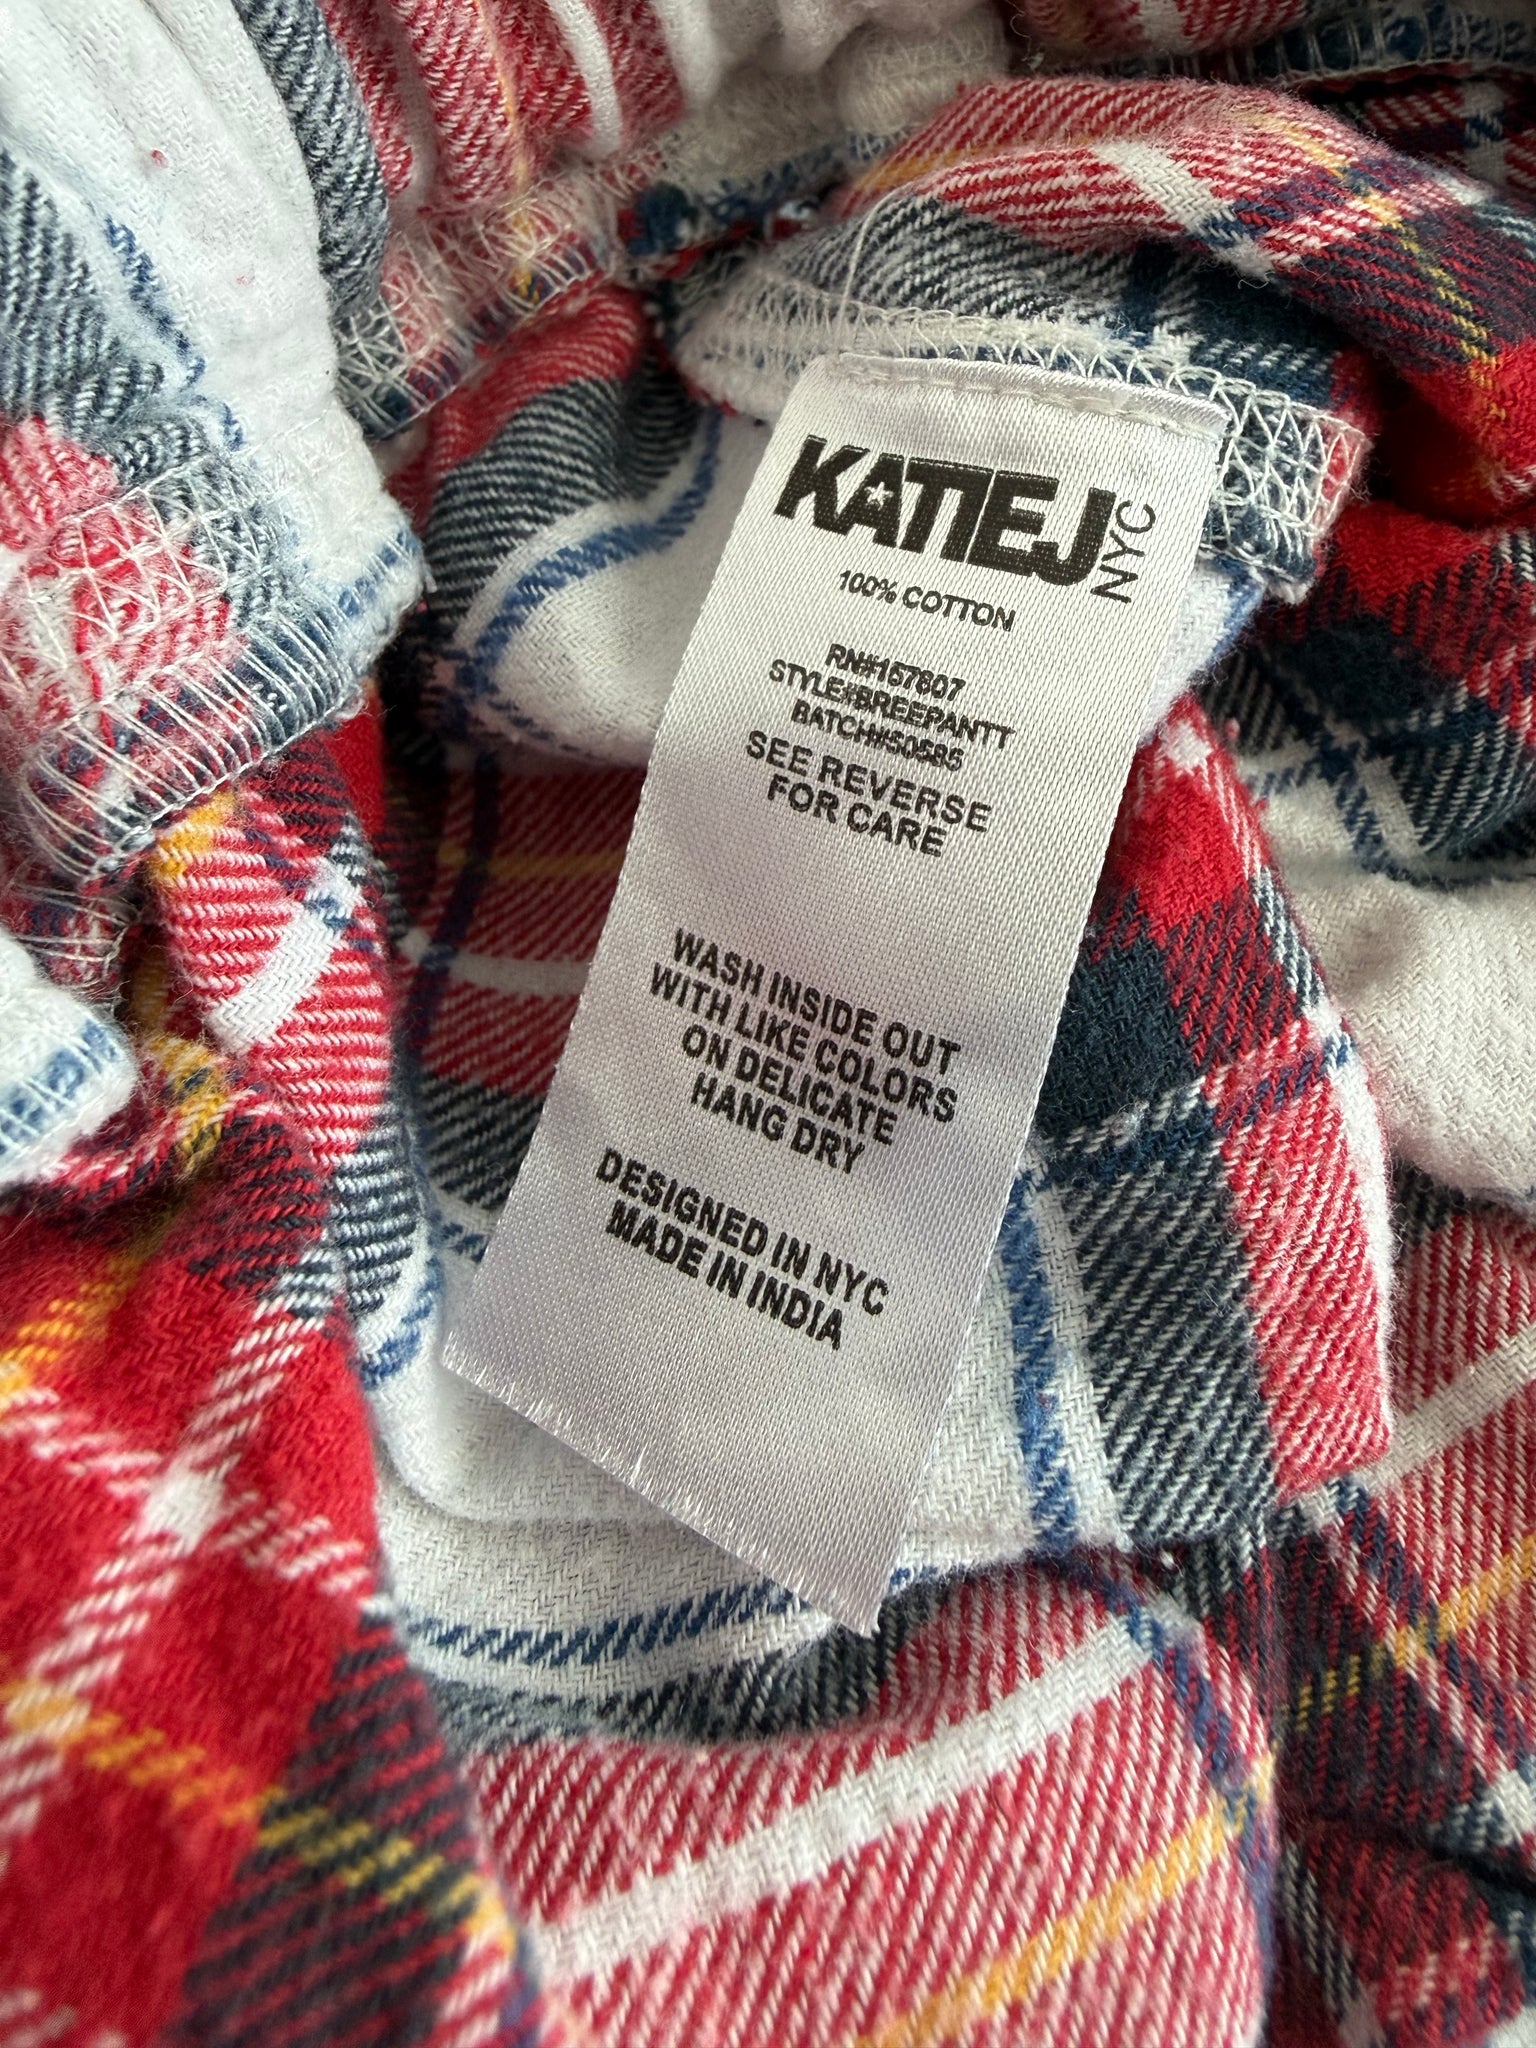 KATIEJ NYC
100% COTTON
RN#157807
STYLE#BREEPANTT
BATCH#50585
SEE REVERSE
FOR CARE
WASH INSIDE OUT
WITH LIKE COLORS
ON DELICATE
HANG DRY
DESIGNED IN NYC
MADE IN INDIA